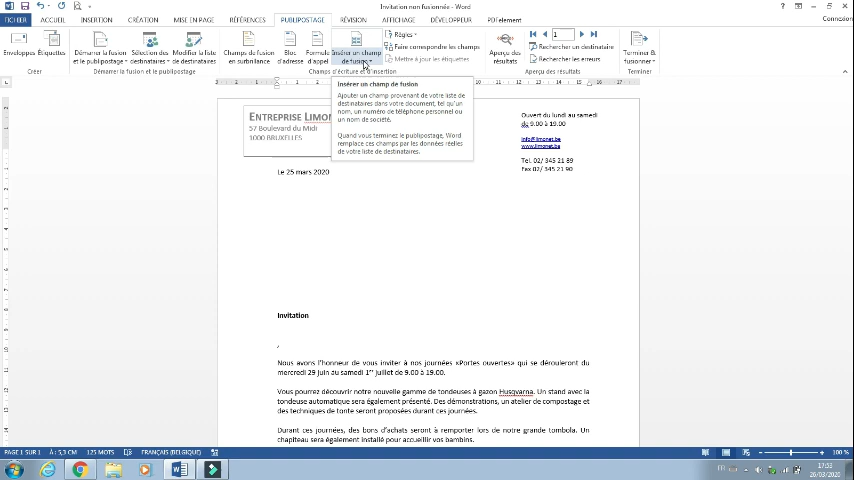 Invitation non fusionnée - Word
FICHIER ACCUEIL INSERTION CRÉATION MISE EN PAGE RÉFÉRENCES PUBLIPOSTAGE RÉVISION AFFICHAGE DÉVELOPPEUR PDFelement Connexion
Enveloppes Étiquettes
Démarrer la fusion et le publipostage
Sélection des destinataires
Modifier la liste de destinataires
Champs de fusion en surbrillance
Bloc d'adresse
Formule d'appel
Insérer un champ de fusion
Règles
Faire correspondre les champs
Mettre à jour les étiquettes
Aperçu des résultats
1
Rechercher un destinataire
Rechercher les erreurs
Terminer & fusionner
Créer
Démarrer la fusion et le publipostage
Champs d'écriture et d'insertion
Aperçu des résultats
Terminer
Insérer un champ de fusion
Ajouter un champ provenant de votre liste de
destinataires dans votre document, tel qu'un
nom, un numéro de téléphone personnel ou
un nom de société.
Quand vous terminez le publipostage, Word
remplace ces champs par les données réelles
de votre liste de destinataires.
57 Boulevard du Midi
1000 BRUXELLES
Ouvert du lundi au samedi
de 9.00 à 19.00
info@limonet.be
www.limonet.be
Tel. 02/ 345 21 89
Fax 02/ 345 21 90
Le 25 mars 2020
Invitation
,
Nous avons l'honneur de vous inviter à nos journées «Portes ouvertes» qui se dérouleront du
mercredi 29 juin au samedi 1er juillet de 9.00 à 19.00.
Vous pourrez découvrir notre nouvelle gamme de tondeuses à gazon Husqvarna. Un stand avec la
tondeuse automatique sera également présenté. Des démonstrations, un atelier de compostage et
des techniques de tonte seront proposées durant ces journées.
Durant ces journées, des bons d'achats seront à remporter lors de notre grande tombola. Un
chapiteau sera également installé pour accueillir vos bambins.
PAGE 1 SUR 1 À : 5,3 CM 125 MOTS FRANÇAIS (BELGIQUE) 100 %
FR 17:53
26/03/2020